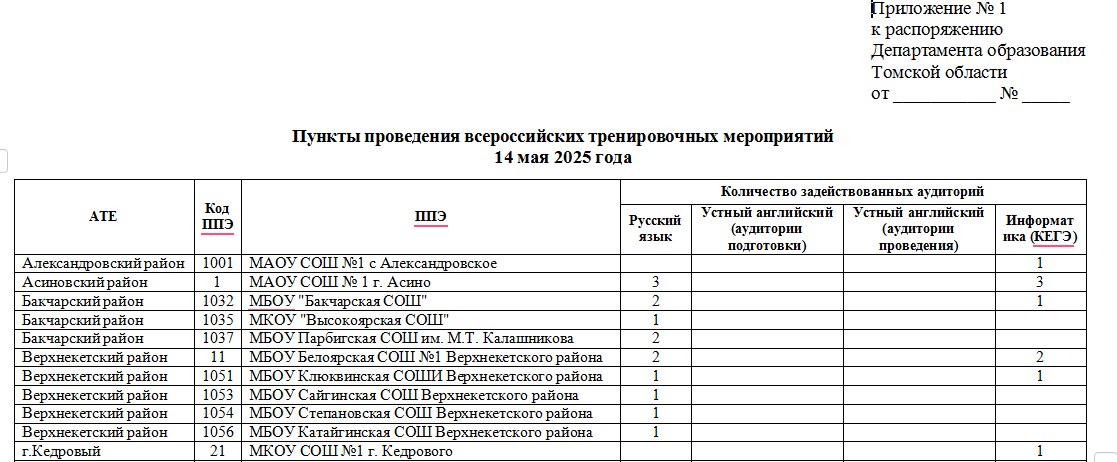 Приложение № 1
к распоряжению
Департамента образования
Томской области
от ___________ № _____
Пункты проведения всероссийских тренировочных мероприятий
14 мая 2025 года
АТЕ Код ППЭ ППЭ Количество задействованных аудиторий
Русский язык Устный английский (аудитории подготовки) Устный английский (аудитории проведения) Информат ика (КЕГЭ)
Александровский район 1001 МАОУ СОШ №1 с Александровское 1
Асиновский район 1 МАОУ СОШ № 1 г. Асино 3 3
Бакчарский район 1032 МБОУ "Бакчарская СОШ" 2 1
Бакчарский район 1035 МКОУ "Высокоярская СОШ" 1
Бакчарский район 1037 МБОУ Парбигская СОШ им. М.Т. Калашникова 2
Верхнекетский район 11 МБОУ Белоярская СОШ №1 Верхнекетского района 2 2
Верхнекетский район 1051 МБОУ Клюквинская СОШИ Верхнекетского района 1 1
Верхнекетский район 1053 МБОУ Сайгинская СОШ Верхнекетского района 1
Верхнекетский район 1054 МБОУ Степановская СОШ Верхнекетского района 1
Верхнекетский район 1056 МБОУ Катайгинская СОШ Верхнекетского района 1
г.Кедровый 21 МКОУ СОШ №1 г. Кедрового 1